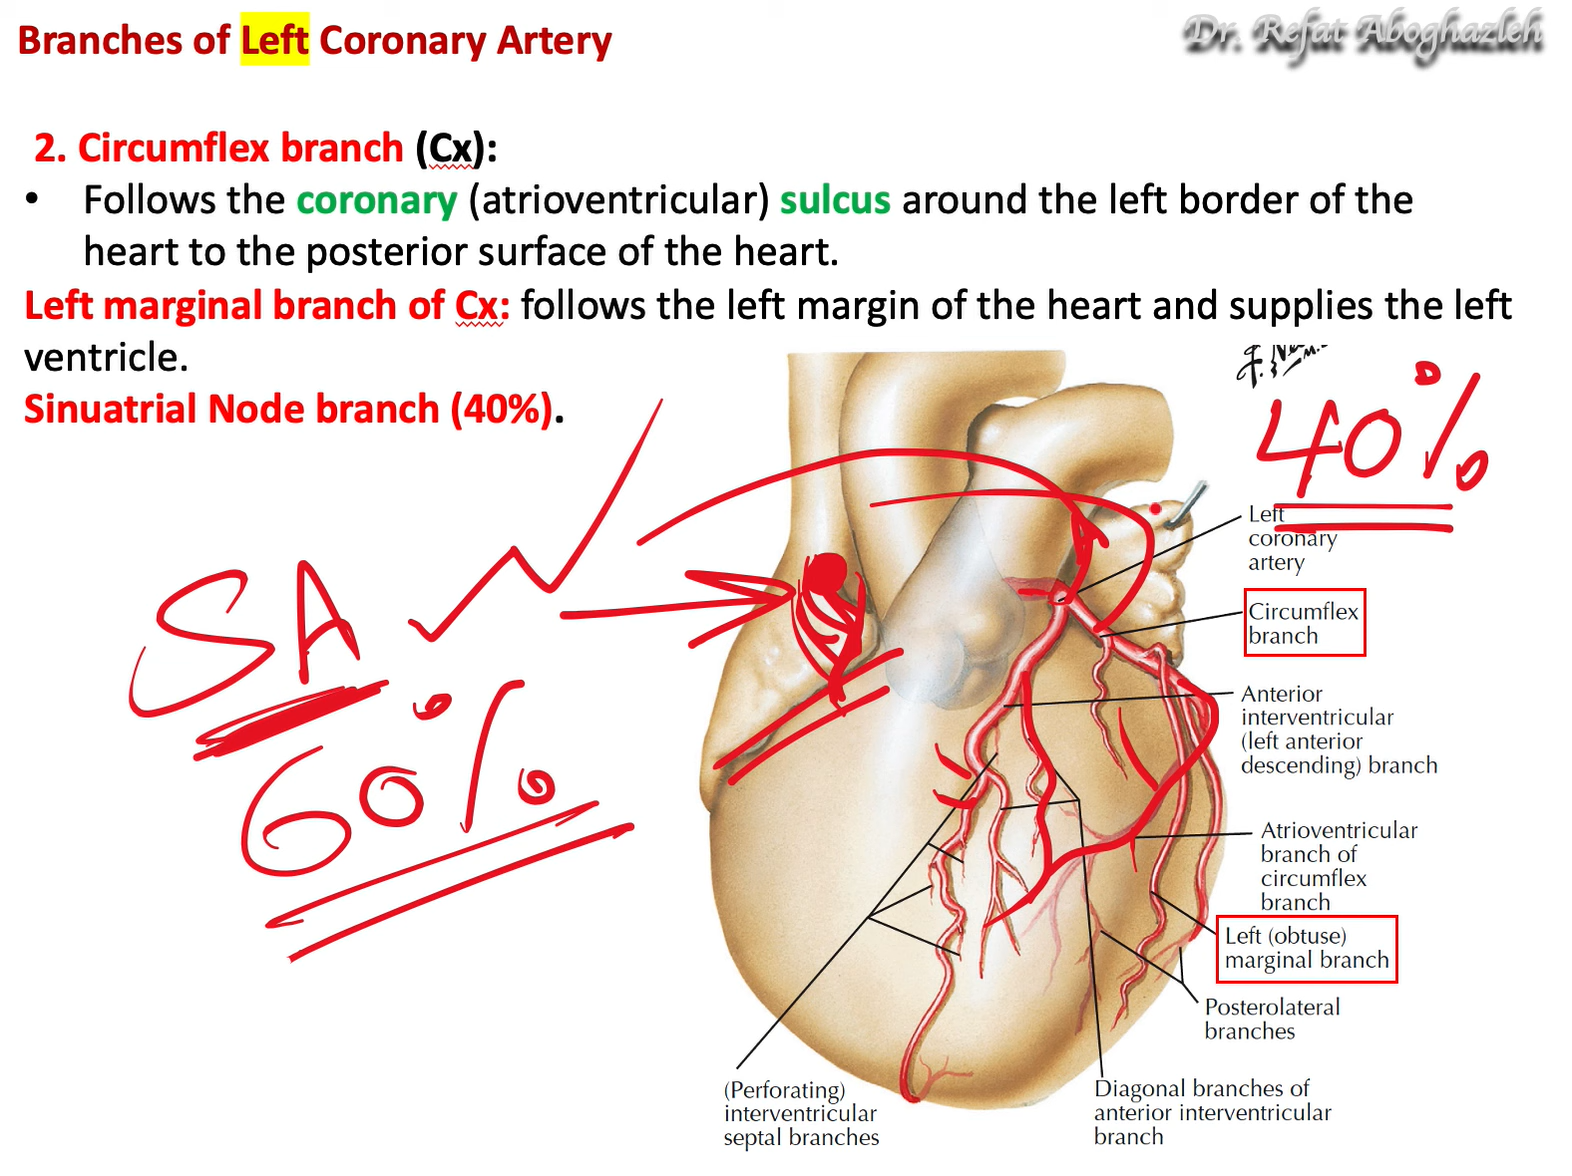 Branches of Left Coronary Artery
Dr. Refat Aboghazleh
2. Circumflex branch (Cx):
• Follows the coronary (atrioventricular) sulcus around the left border of the
heart to the posterior surface of the heart.
Left marginal branch of Cx: follows the left margin of the heart and supplies the left
ventricle.
Sinuatrial Node branch (40%).
40%
SA
60%
Left
coronary
artery
Circumflex
branch
Anterior
interventricular
(left anterior
descending) branch
Atrioventricular
branch of
circumflex
branch
Left (obtuse)
marginal branch
Posterolateral
branches
(Perforating)
interventricular
septal branches
Diagonal branches of
anterior interventricular
branch